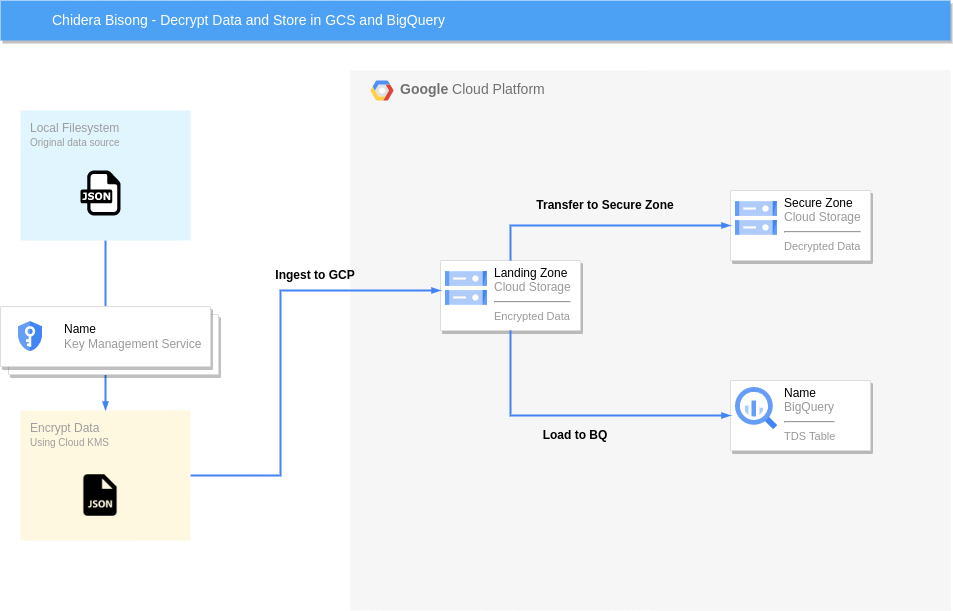 Chidera Bisong - Decrypt Data and Store in GCS and BigQuery
Google Cloud Platform
Local Filesystem
Original data source
JSON
Name
Key Management Service
Encrypt Data
Using Cloud KMS
JSON
Ingest to GCP
Landing Zone
Cloud Storage
Encrypted Data
Transfer to Secure Zone
Secure Zone
Cloud Storage
Decrypted Data
Load to BQ
Name
BigQuery
TDS Table